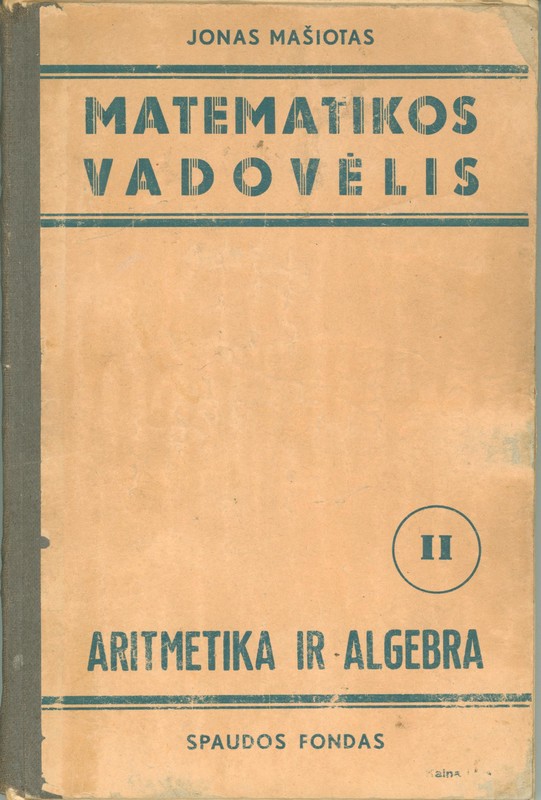 JONAS MAŠIOTAS
MATEMATIKOS
VADOVĖLIS
II
ARITMETIKA IR ALGEBRA
SPAUDOS FONDAS